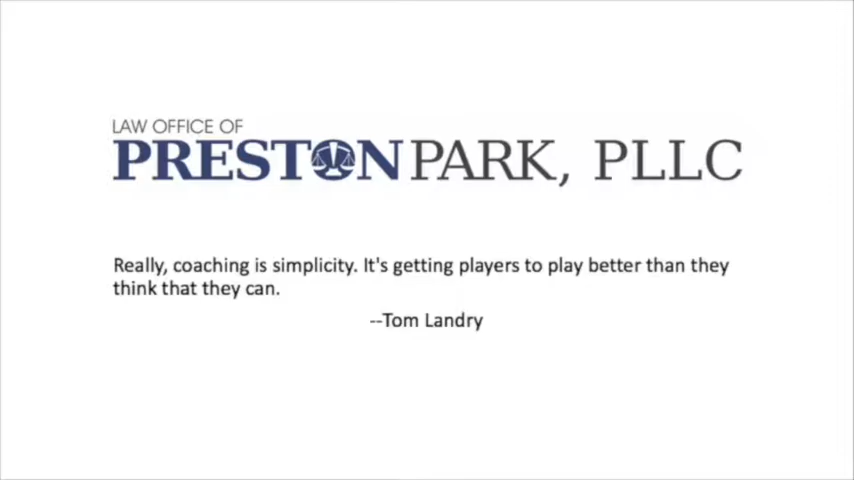 LAW OFFICE OF
PRESTON PARK, PLLC
Really, coaching is simplicity. It's getting players to play better than they
think that they can.
--Tom Landry